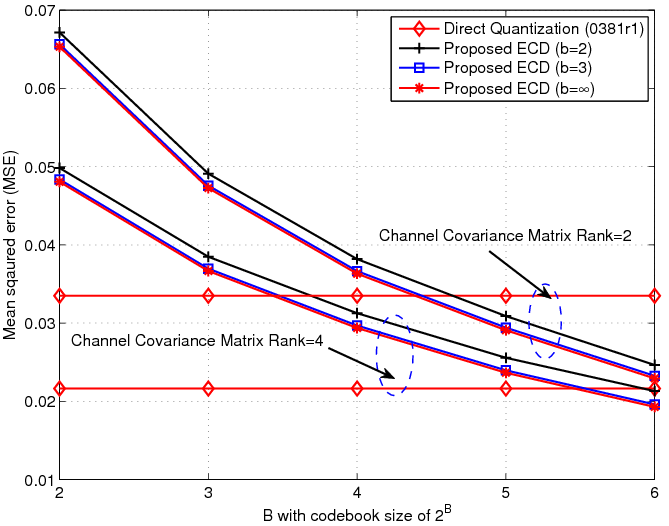 0.07
0.06
0.05
0.04
0.03
0.02
0.01
Mean sqaured error (MSE)
Direct Quantization (0381r1)
Proposed ECD (b=2)
Proposed ECD (b=3)
Proposed ECD (b=∞)
Channel Covariance Matrix Rank=2
Channel Covariance Matrix Rank=4
2 3 4 5 6
B with codebook size of 2^B